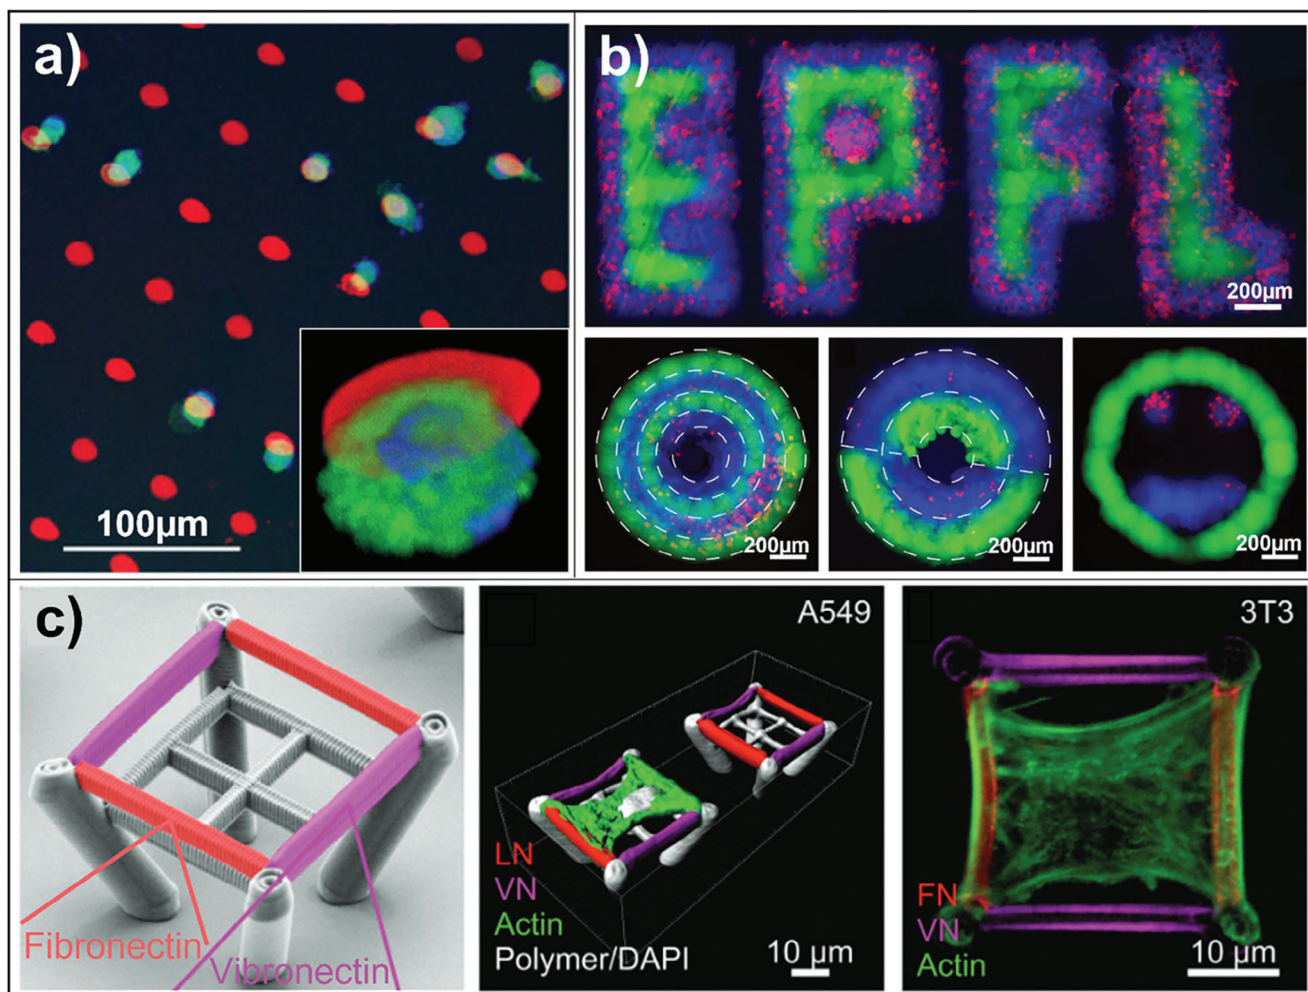 a)
100µm
b)
EPFL
200µm
200µm
200µm
200µm
c)
Fibronectin
Vibronectin
A549
LN
VN
Actin
Polymer/DAPI
10 µm
3T3
FN
VN
Actin
10 µm